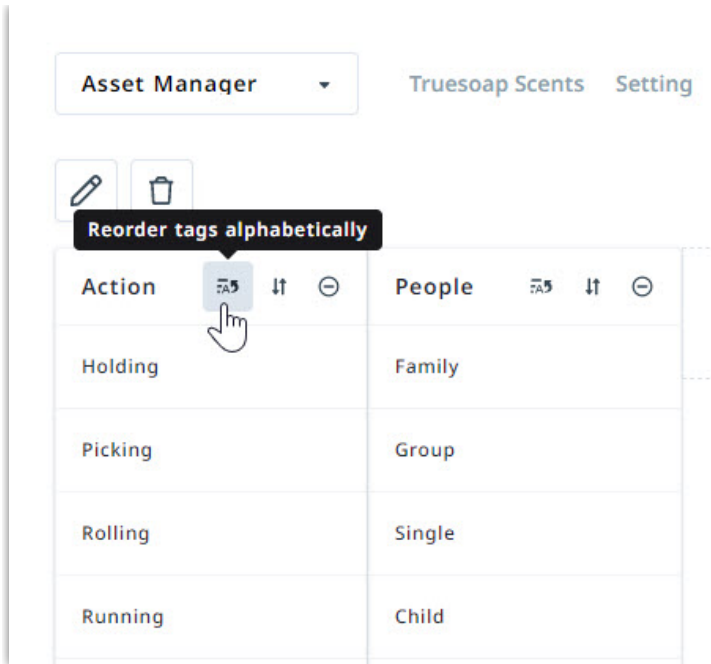 Asset Manager Truesoap Scents Setting
Reorder tags alphabetically
Action People
Holding Family
Picking Group
Rolling Single
Running Child